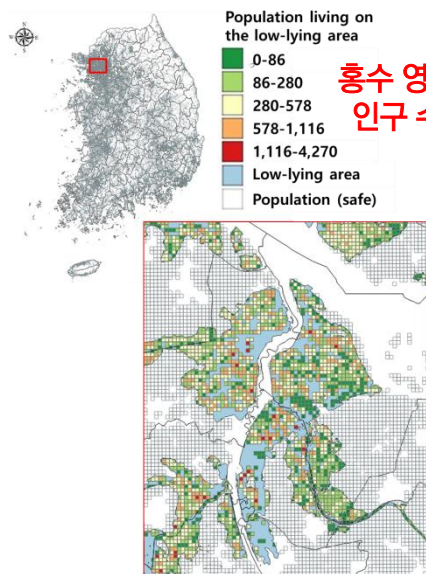 N
W
E
S
Population living on
the low-lying area
0-86
86-280
280-578
578-1,116
1,116-4,270
Low-lying area
Population (safe)
홍수 영
인구 수